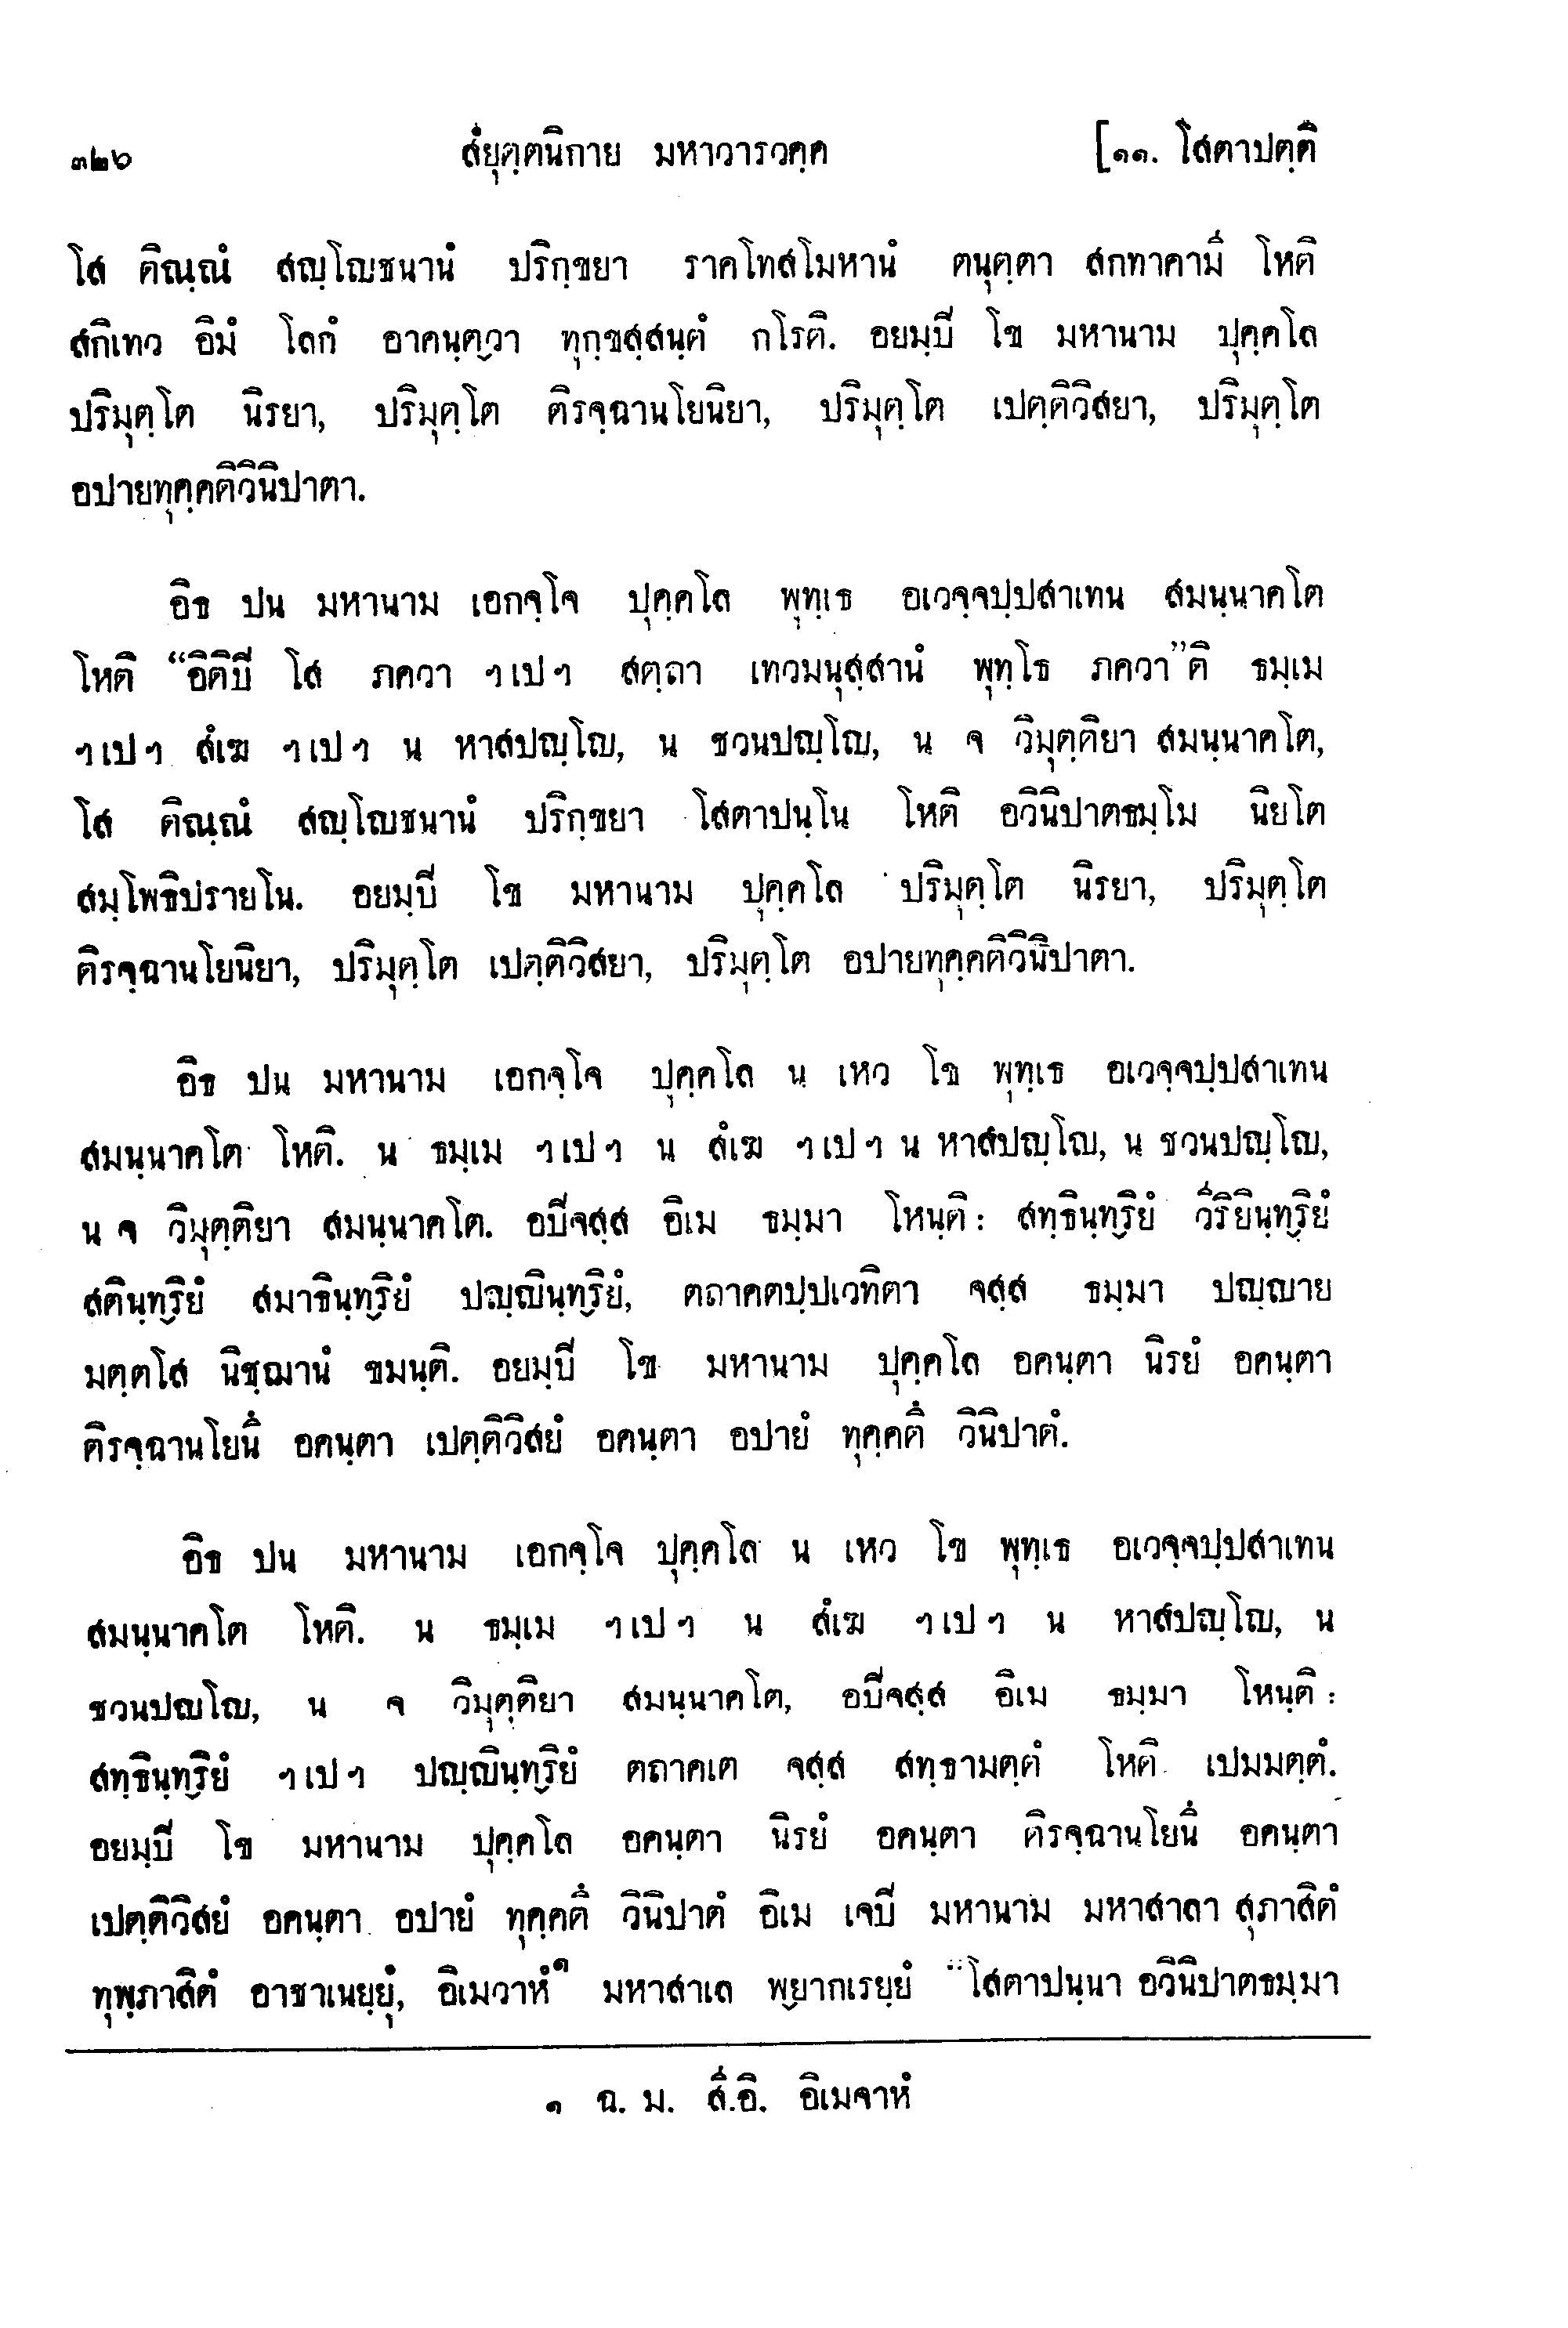 ๓๒๖ สํยุตฺตนิกาย มหาวารวคฺค [๑๑. โสตาปตฺติ
โส ติณฺณํ สญฺโญชนานํ ปริกฺขยา ราคโทสโมหานํ ตนุตฺตา สกทาคามี โหติ
สกึเทว อิมํ โลกํ อาคนฺตฺวา ทุกฺขสฺสนฺตํ กโรติ. อยมฺปิ โข มหานาม ปุคฺคโล
ปริมุตฺโต นิรยา, ปริมุตฺโต ติรจฺฉานโยนิยา, ปริมุตฺโต เปตฺติวิสยา, ปริมุตฺโต
อปายทุคฺคติวินิปาตา.
อิธ ปน มหานาม เอกจฺโจ ปุคฺคโล พุทฺเธ อเวจฺจปฺปสาเทน สมนฺนาคโต
โหติ “อิติปิ โส ภควา ฯเปฯ สตฺถา เทวมนุสฺสานํ พุทฺโธ ภควา”ติ ธมฺเม
ฯเปฯ สํเฆ ฯเปฯ น หาสปญฺโญ, น ชวนปญฺโญ, น จ วิมุตฺติยา สมนฺนาคโต,
โส ติณฺณํ สญฺโญชนานํ ปริกฺขยา โสตาปนฺโน โหติ อวินิปาตธมฺโม นิยโต
สมฺโพธิปรายโน. อยมฺปิ โข มหานาม ปุคฺคโล ปริมุตฺโต นิรยา, ปริมุตฺโต
ติรจฺฉานโยนิยา, ปริมุตฺโต เปตฺติวิสยา, ปริมุตฺโต อปายทุคฺคติวินิปาตา.
อิธ ปน มหานาม เอกจฺโจ ปุคฺคโล น เหว โข พุทฺเธ อเวจฺจปฺปสาเทน
สมนฺนาคโต โหติ. น ธมฺเม ฯเปฯ น สํเฆ ฯเปฯ น หาสปญฺโญ, น ชวนปญฺโญ,
น จ วิมุตฺติยา สมนฺนาคโต. อปิจสฺส อิเม ธมฺมา โหนฺติ: สทฺธินฺทฺริยํ วีริยินฺทฺริยํ
สตินฺทฺริยํ สมาธินฺทฺริยํ ปญฺญินฺทฺริยํ, ตถาคตปฺปเวทิตา จสฺส ธมฺมา ปญฺญาย
มตฺตโส นิชฺฌานํ ขมนฺติ. อยมฺปิ โข มหานาม ปุคฺคโล อคนฺตา นิรยํ อคนฺตา
ติรจฺฉานโยนึ อคนฺตา เปตฺติวิสยํ อคนฺตา อปายํ ทุคฺคตึ วินิปาตํ.
อิธ ปน มหานาม เอกจฺโจ ปุคฺคโล น เหว โข พุทฺเธ อเวจฺจปฺปสาเทน
สมนฺนาคโต โหติ. น ธมฺเม ฯเปฯ น สํเฆ ฯเปฯ น หาสปญฺโญ, น
ชวนปญฺโญ, น จ วิมุตฺติยา สมนฺนาคโต, อปิจสฺส อิเม ธมฺมา โหนฺติ:
สทฺธินฺทฺริยํ ฯเปฯ ปญฺญินฺทฺริยํ ตถาคเต จสฺส สทฺธามตฺตํ โหติ เปมมตฺตํ.
อยมฺปิ โข มหานาม ปุคฺคโล อคนฺตา นิรยํ อคนฺตา ติรจฺฉานโยนึ อคนฺตา
เปตฺติวิสยํ อคนฺตา อปายํ ทุคฺคตึ วินิปาตํ อิเม เจปิ มหานาม มหาสาลา สุภาสิตํ
ทุพฺภาสิตํ อาชาเนยฺยุํ, อิเมวาหํ๑ มหาสาเล พฺยากเรยฺยํ “โสตาปนฺนา อวินิปาตธมฺมา
๑ ฉ. ม. สี.อิ. อิเมจาหํ